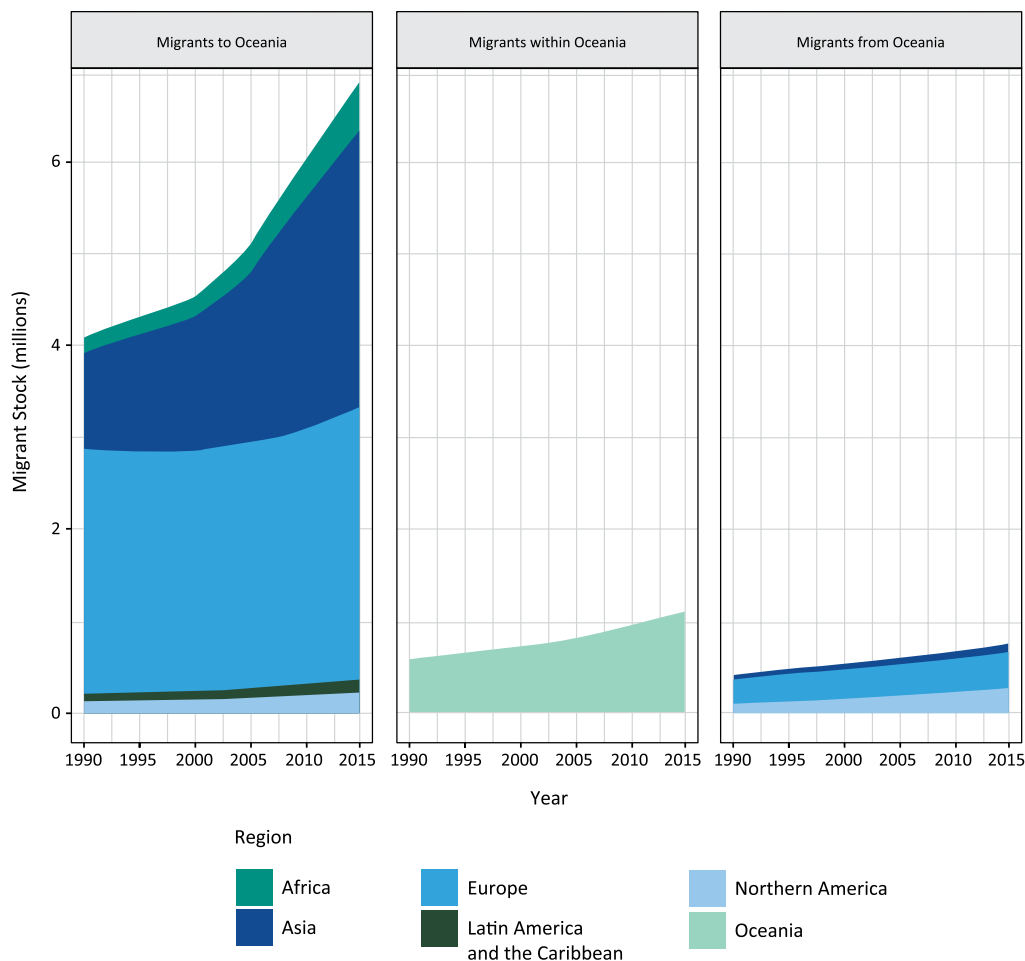 Migrants to Oceania
Migrants within Oceania
Migrants from Oceania
Migrant Stock (millions)
6
4
2
0
1990 1995 2000 2005 2010 2015
1990 1995 2000 2005 2010 2015
1990 1995 2000 2005 2010 2015
Year
Region
Africa
Asia
Europe
Latin America
and the Caribbean
Northern America
Oceania